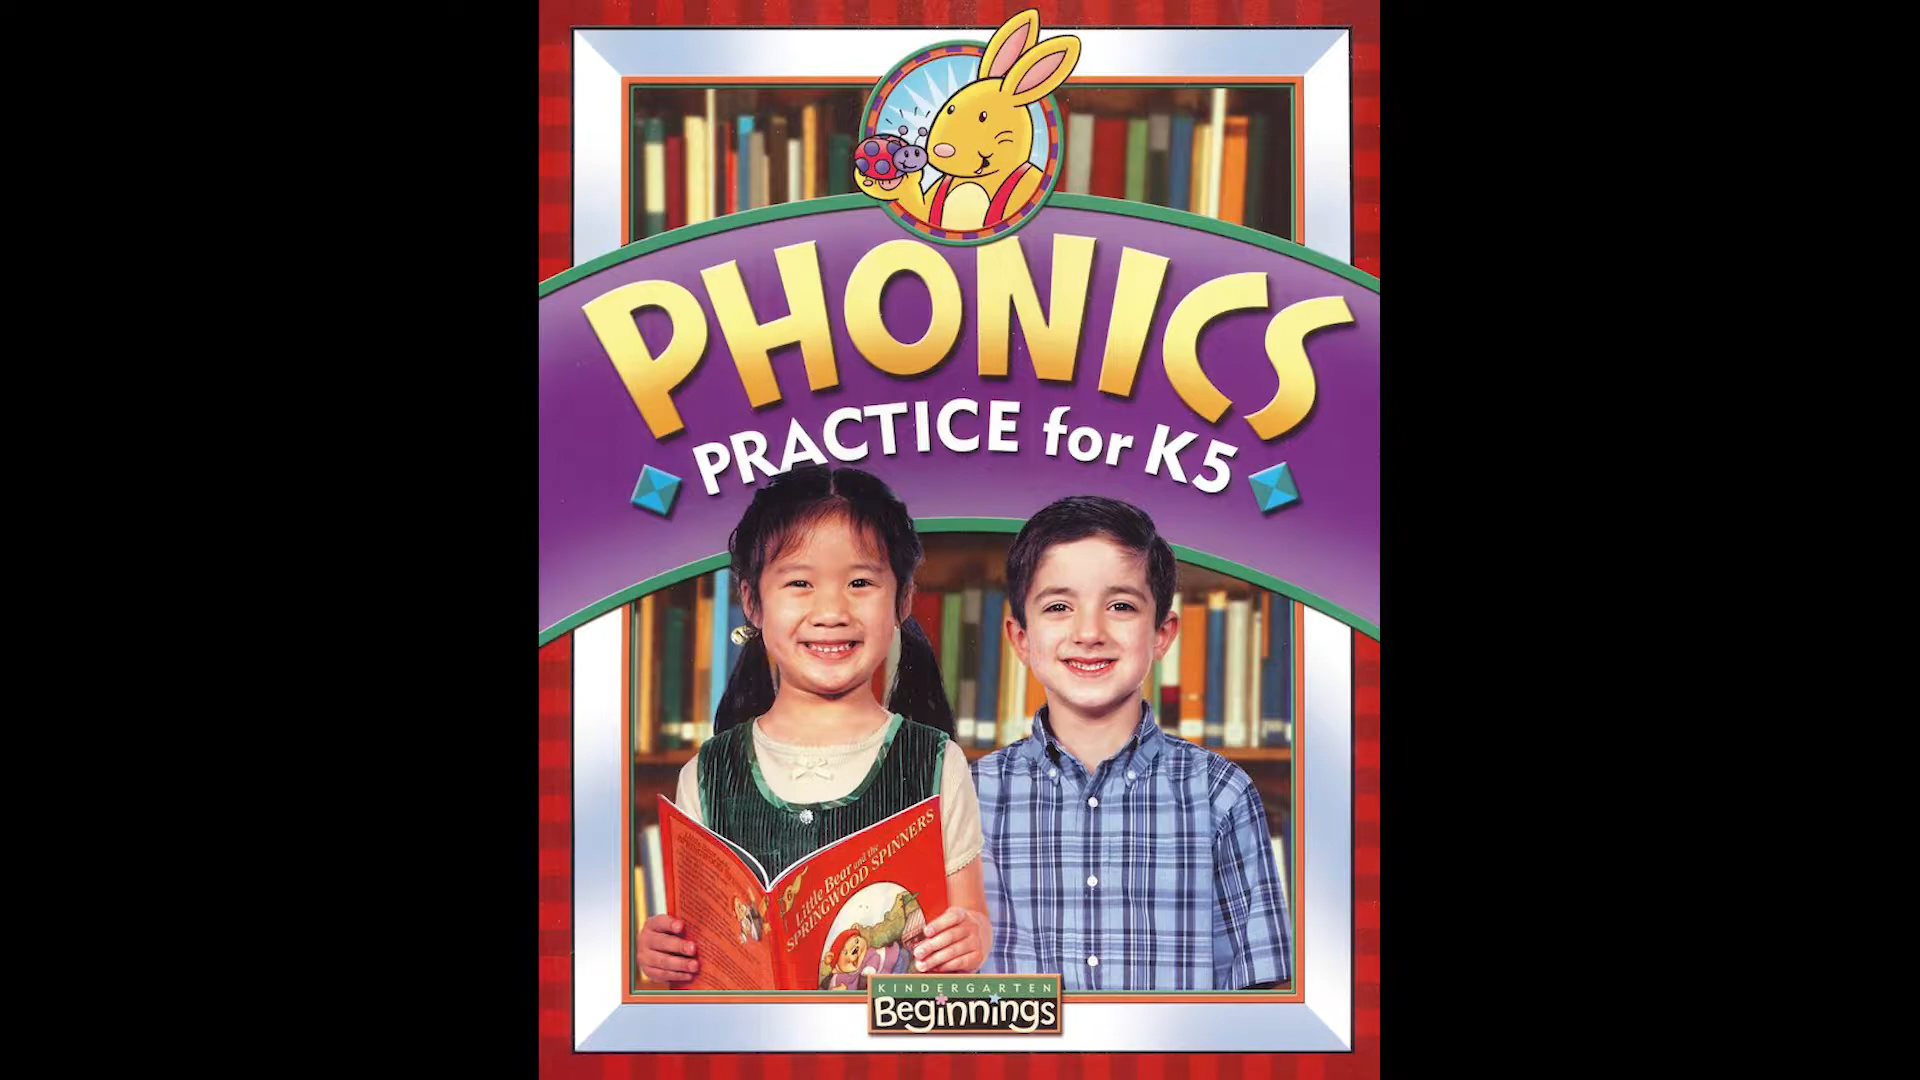 PHONICS
PRACTICE for K5
Little Bear and the
SPRINGWOOD SPINNERS
KINDERGARTEN
Beginnings